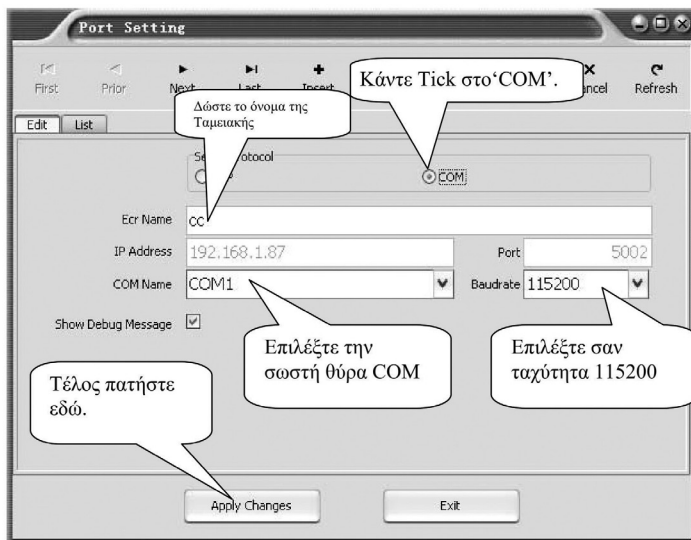 Port Setting
First Prior Next Last Insert Cancel Refresh
Κάντε Tick στο‘COM’.
Δώστε το όνομα της
Ταμειακής
Edit List
COM
Ecr Name cc
IP Address 192.168.1.87 Port 5002
COM Name COM1 Baudrate 115200
Show Debug Message
Επιλέξτε την
σωστή θύρα COM
Επιλέξτε σαν
ταχύτητα 115200
Τέλος πατήστε
εδώ.
Apply Changes Exit